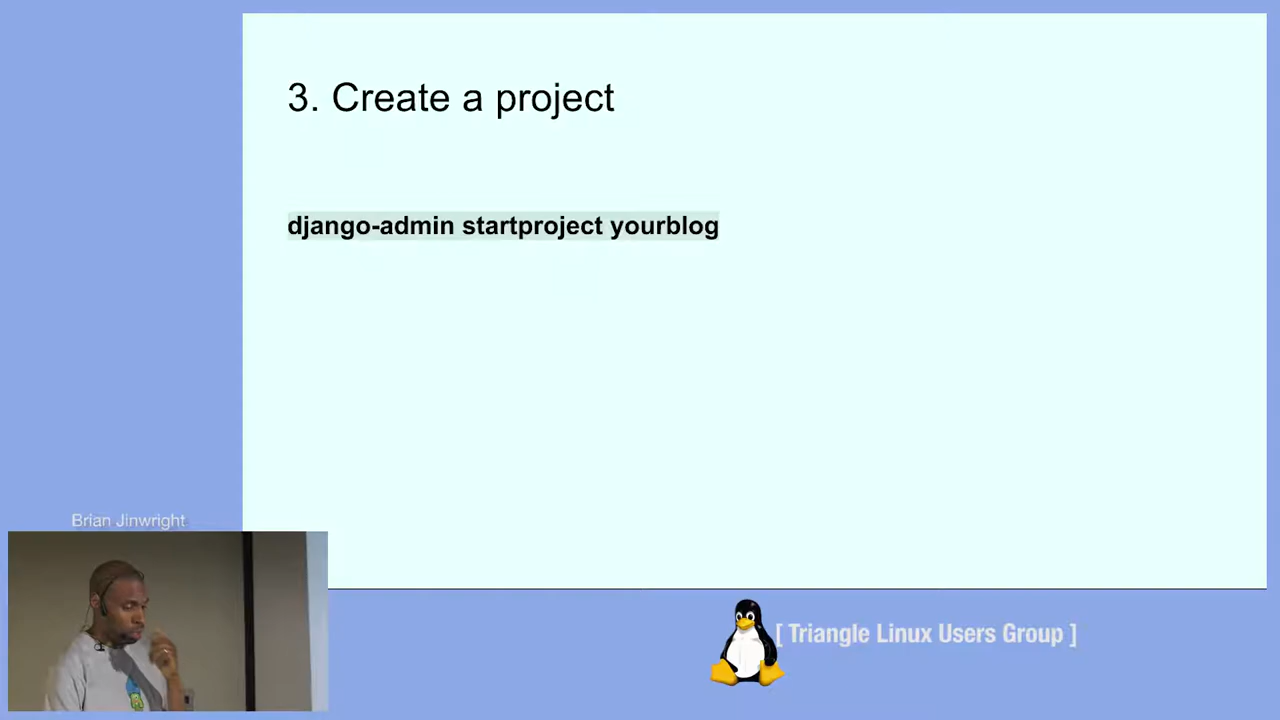 3. Create a project
django-admin startproject yourblog
Brian Jinwright
[ Triangle Linux Users Group ]